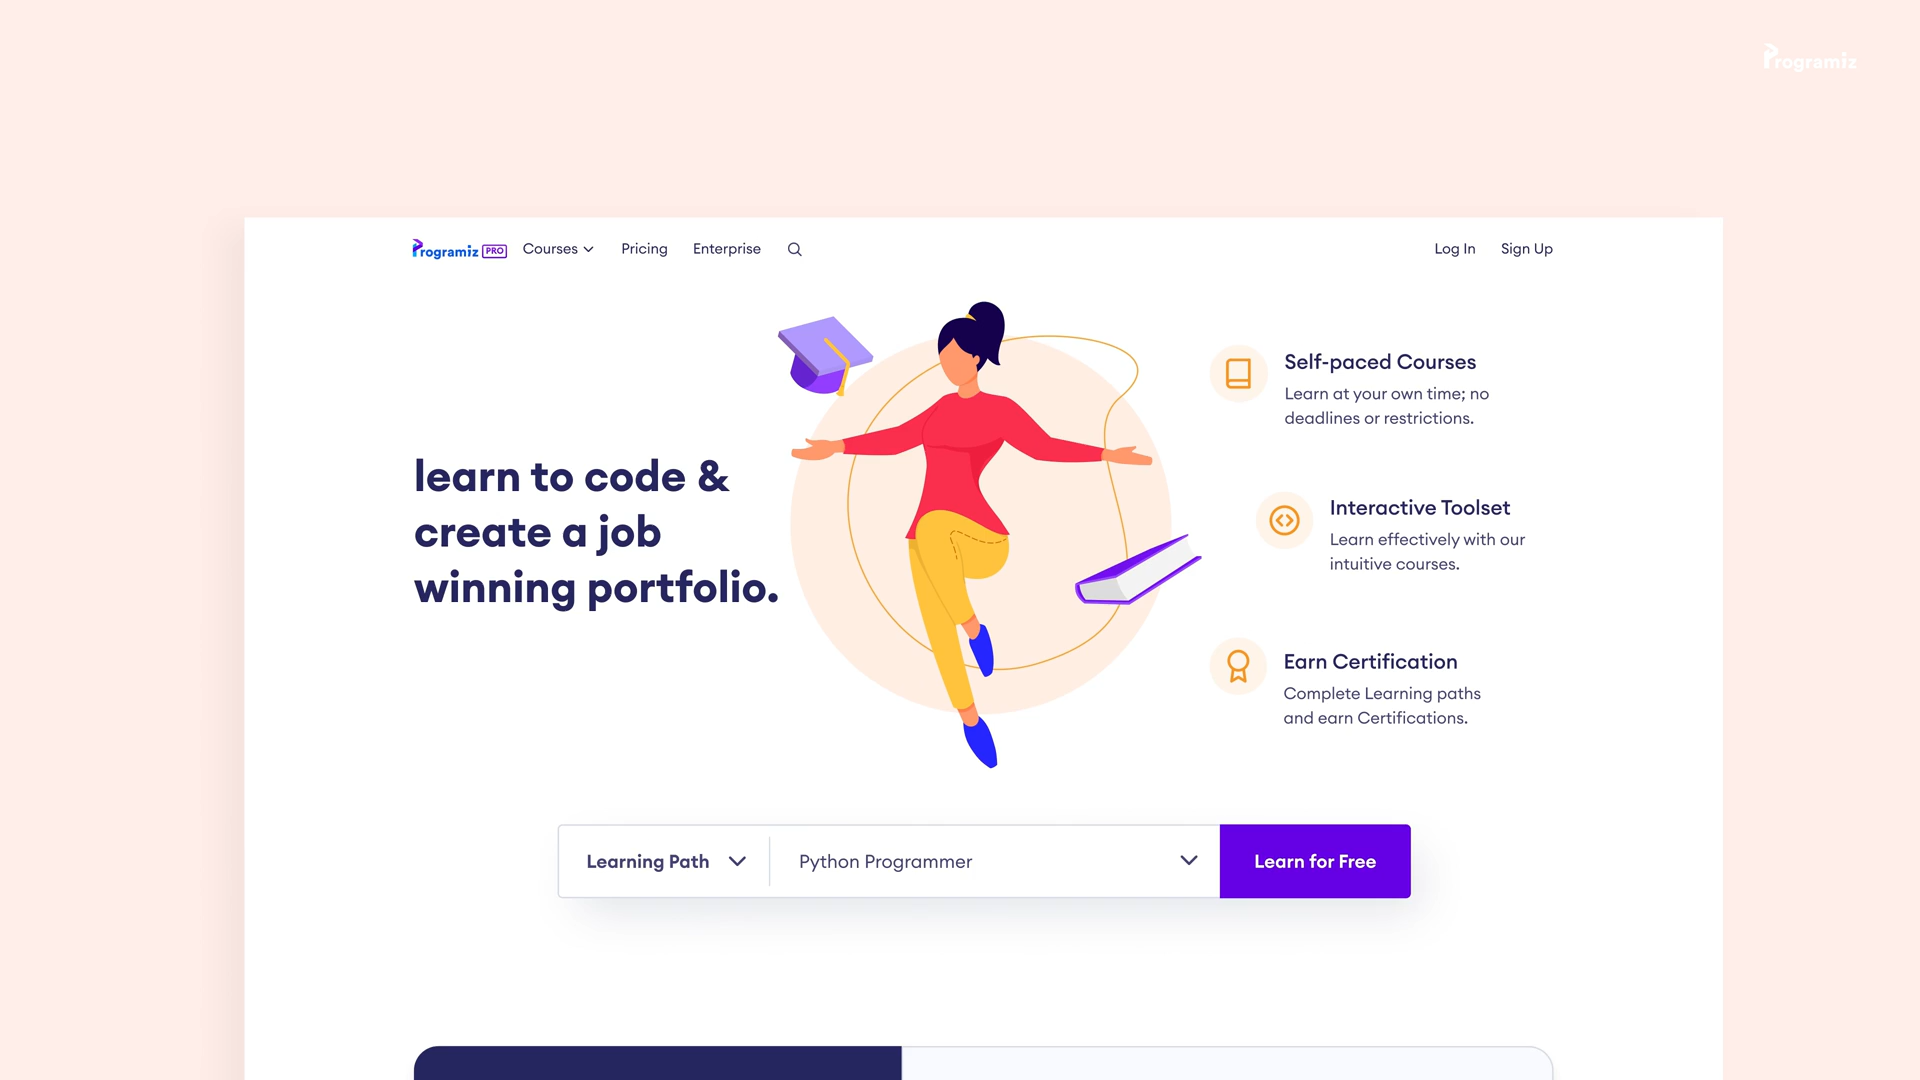 Programiz
Programiz PRO
Courses
Pricing
Enterprise
Log In
Sign Up
learn to code &
create a job
winning portfolio.
Self-paced Courses
Learn at your own time; no
deadlines or restrictions.
Interactive Toolset
Learn effectively with our
intuitive courses.
Earn Certification
Complete Learning paths
and earn Certifications.
Learning Path
Python Programmer
Learn for Free